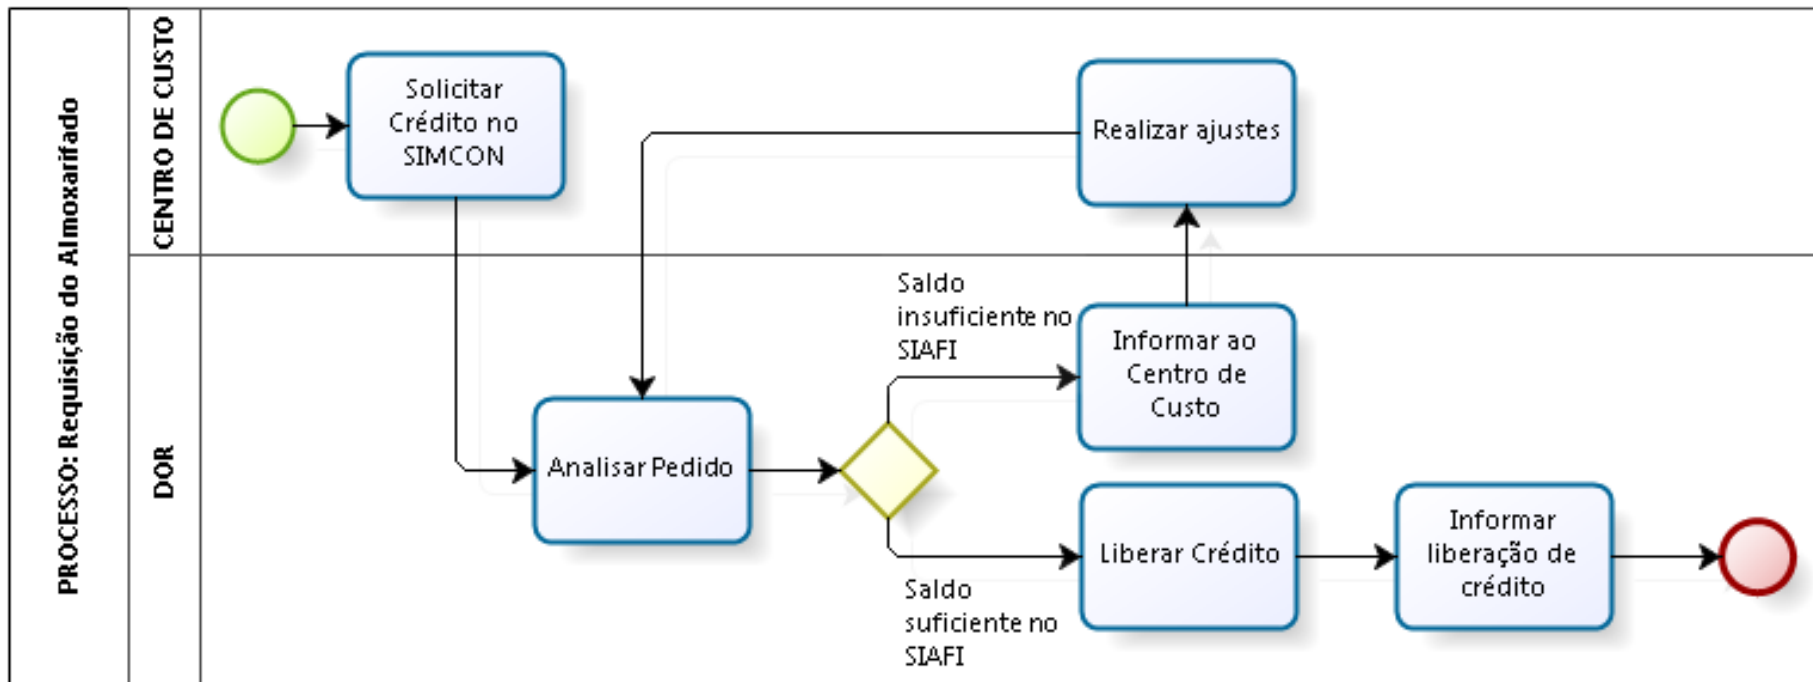 PROCESSO: Requisição do Almoxarifado
CENTRO DE CUSTO
Solicitar
Crédito no
SIMCON
Realizar ajustes
DOR
Analisar Pedido
Saldo
insuficiente no
SIAFI
Informar ao
Centro de
Custo
Saldo
suficiente no
SIAFI
Liberar Crédito
Informar
liberação de
crédito